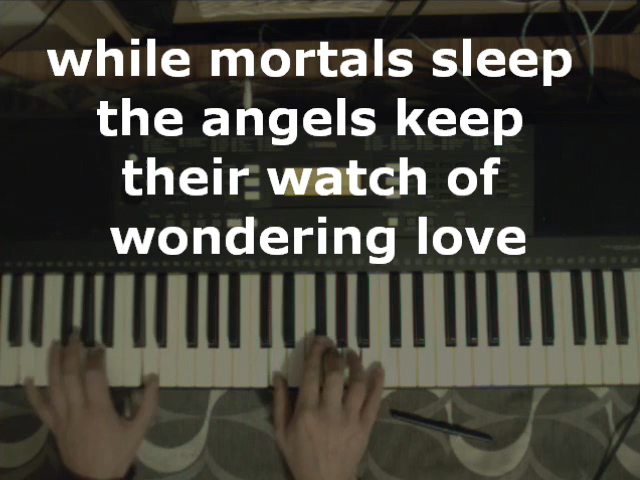 while mortals sleep
the angels keep
their watch of
wondering love